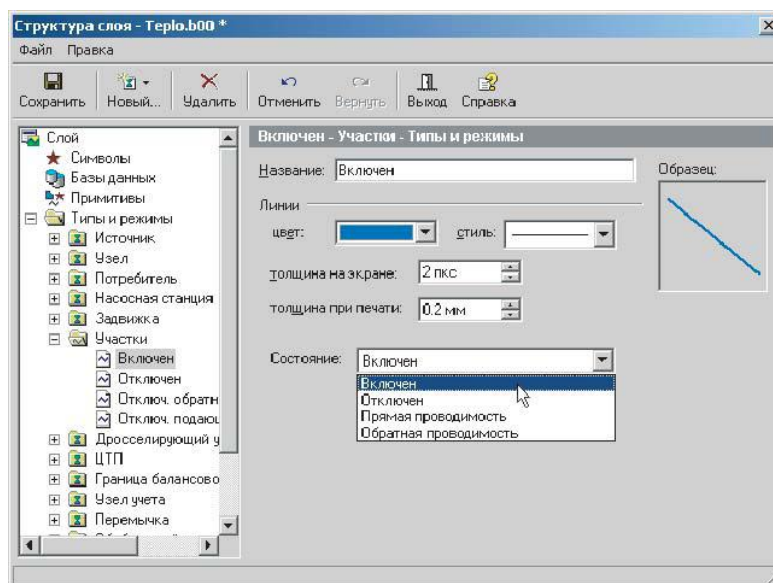 Структура слоя - Teplo.b00 *
Файл Правка
Сохранить Новый... Удалить Отменить Вернуть Выход Справка
Слой
Символы
Базы данных
Примитивы
Типы и режимы
Источник
Узел
Потребитель
Насосная станция
Задвижка
Участки
Включен
Отключен
Отключ. обратн
Отключ. подающ
Дросселирующий у
ЦТП
Граница балансово
Узел учета
Перемычка
Включен - Участки - Типы и режимы
Название: Включен
Образец:
Линии
цвет: стиль:
толщина на экране: 2 пкс
толщина при печати: 0.2 мм
Состояние: Включен
Включен
Отключен
Прямая проводимость
Обратная проводимость